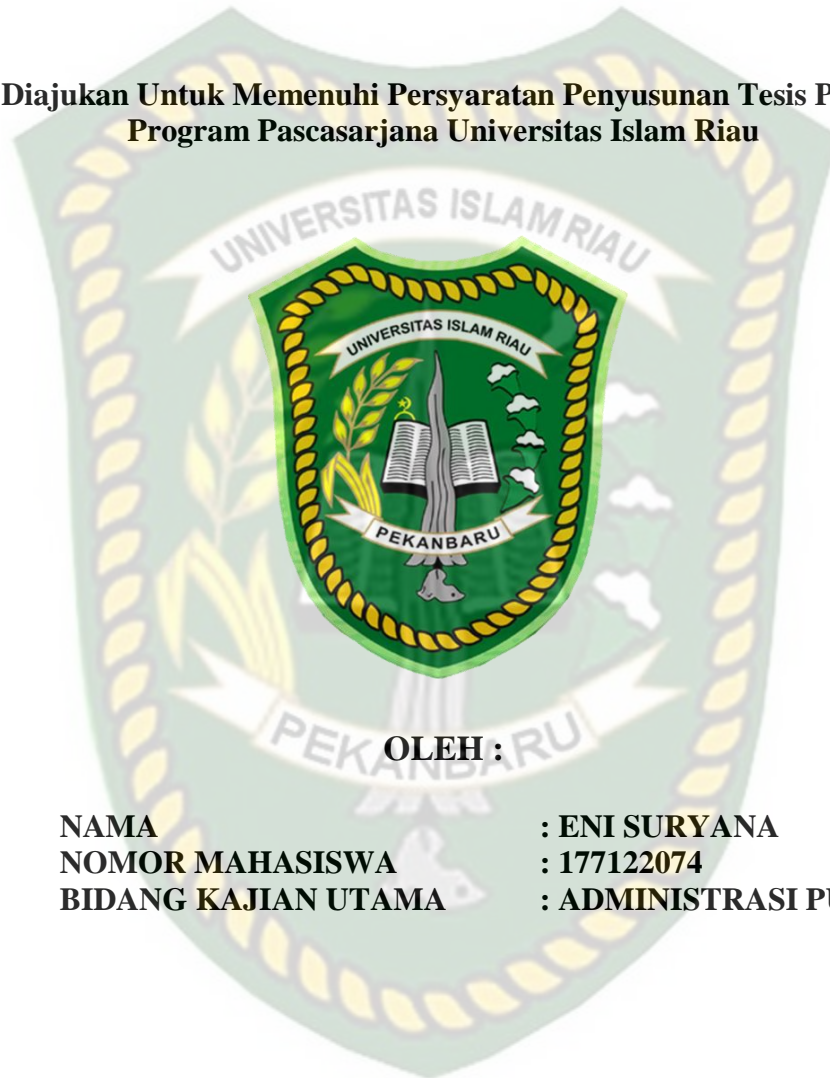 Diajukan Untuk Memenuhi Persyaratan Penyusunan Tesis
Program Pascasarjana Universitas Islam Riau
UNIVERSITAS ISLAM RIAU
UNIVERSITAS ISLAM RIAU
PEKANBARU
PEKANBARU
OLEH :
NAMA : ENI SURYANA
NOMOR MAHASISWA : 177122074
BIDANG KAJIAN UTAMA : ADMINISTRASI